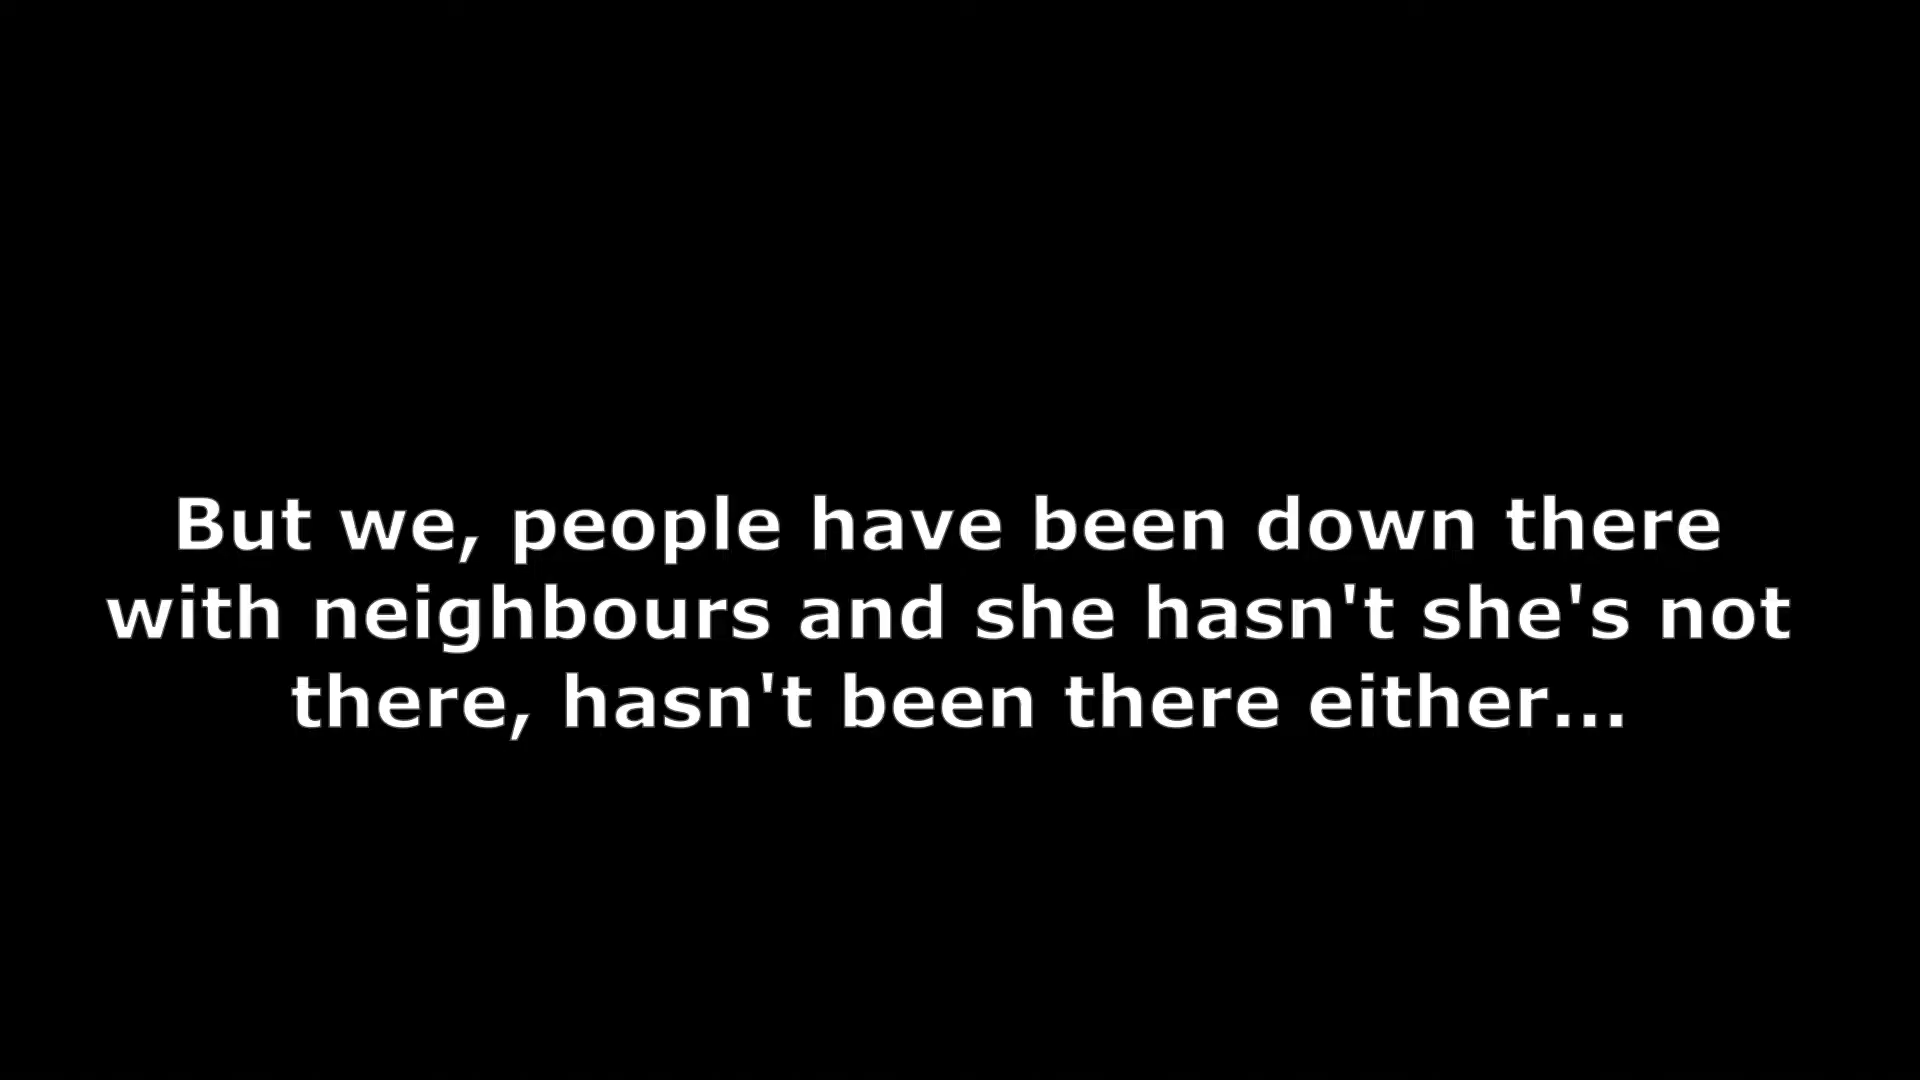 But we, people have been down there
with neighbours and she hasn't she's not
there, hasn't been there either...